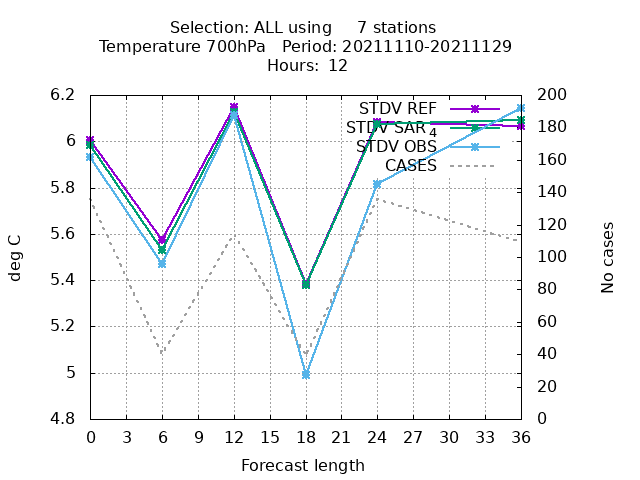 Selection: ALL using 7 stations
Temperature 700hPa Period: 20211110-20211129
Hours: 12
6.2
6
5.8
5.6
5.4
5.2
5
4.8
deg C
STDV REF
STDV SAR4
STDV OBS
CASES
200
180
160
140
120
100
80
60
40
20
0
No cases
0 3 6 9 12 15 18 21 24 27 30 33 36
Forecast length